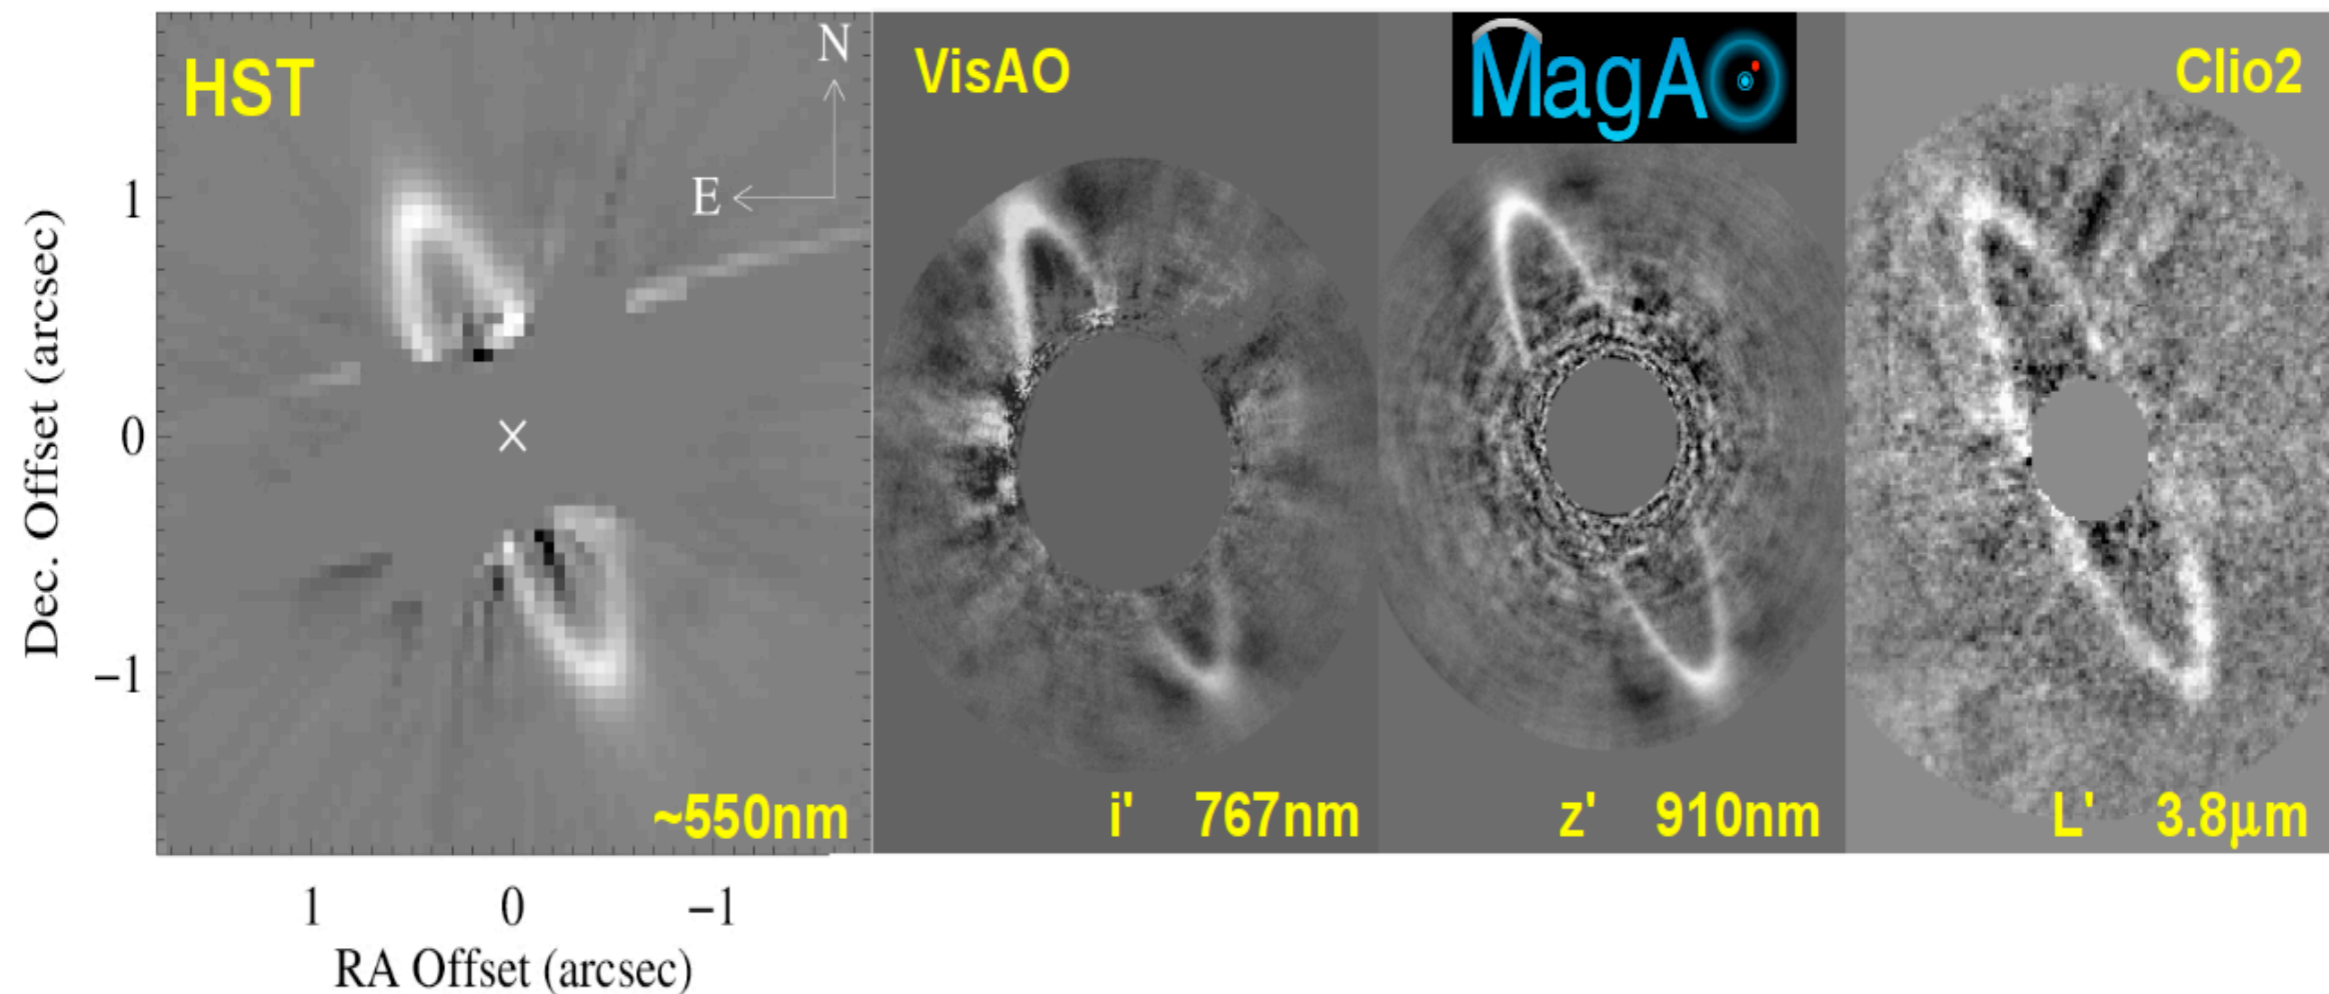 HST
N
E
~550nm
1
0
−1
Dec. Offset (arcsec)
1 0 −1
RA Offset (arcsec)
VisAO
i' 767nm
MagAO
z' 910nm
Clio2
L' 3.8μm